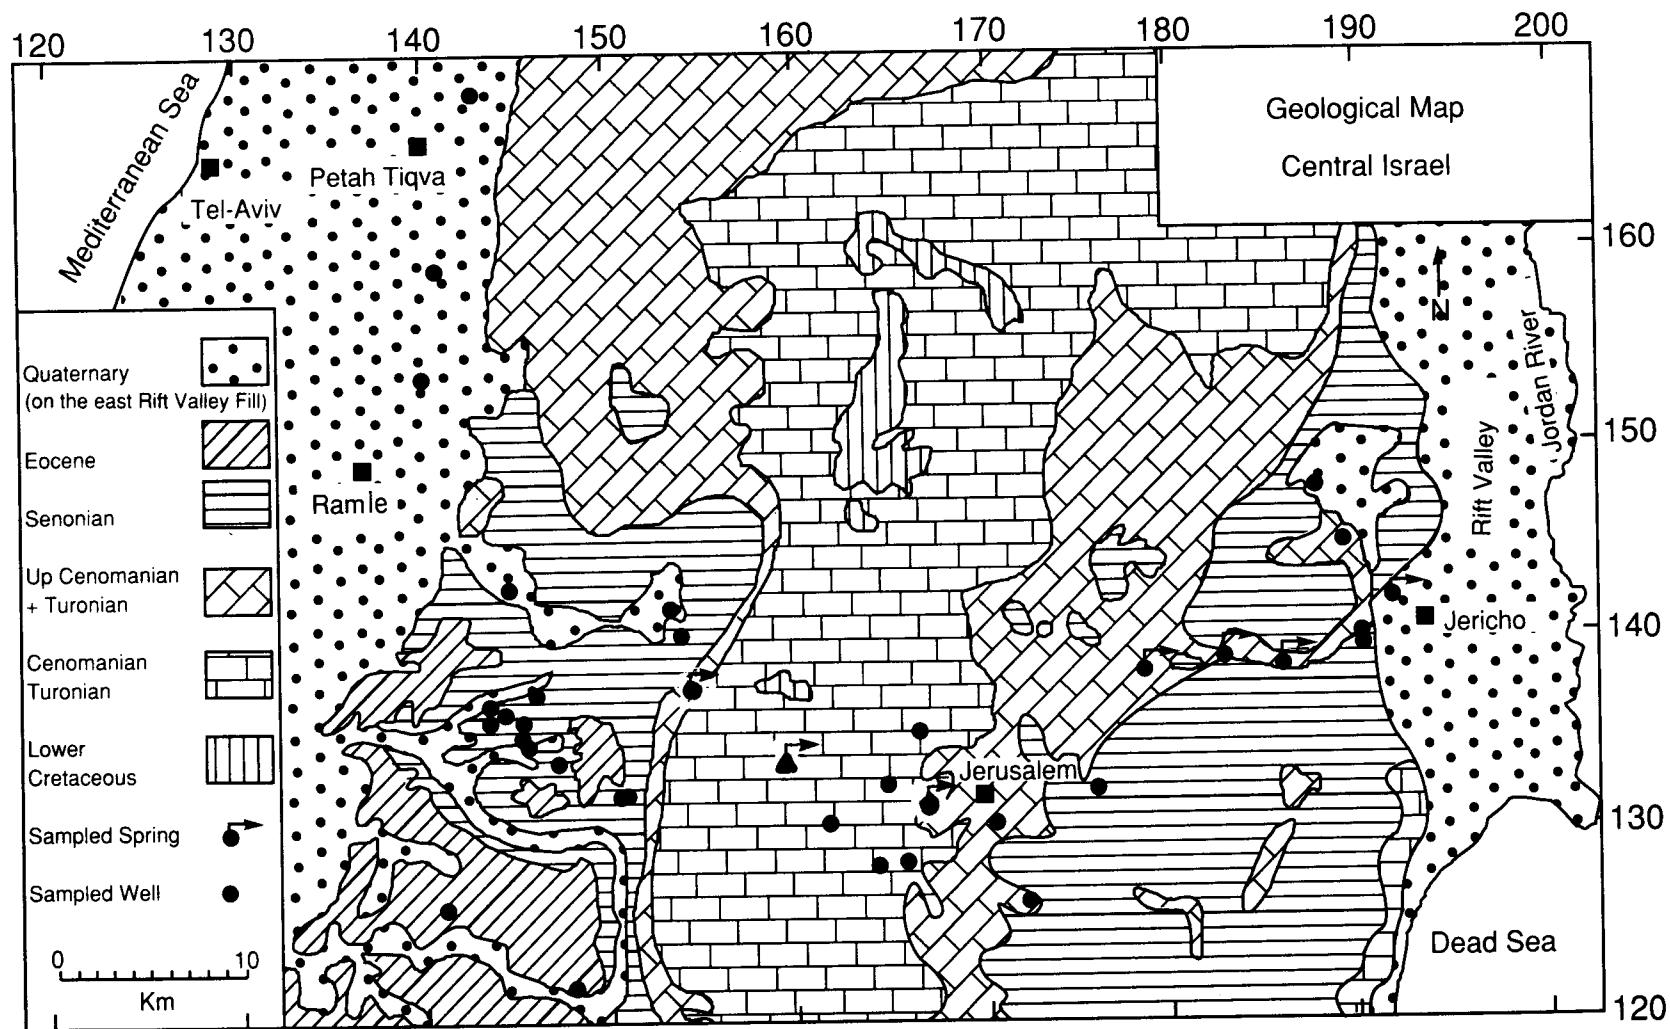 120 130 140 150 160 170 180 190 200
Geological Map
Central Israel
Mediterranean Sea
Petah Tiqva
Tel-Aviv
160
N
Jordan River
Quaternary
(on the east Rift Valley Fill)
150
Rift Valley
Eocene
Ramle
Senonian
Up Cenomanian
+ Turonian
Jericho
140
Cenomanian
Turonian
Lower
Cretaceous
Jerusalem
130
Sampled Spring
Sampled Well
Dead Sea
0 10
Km
120